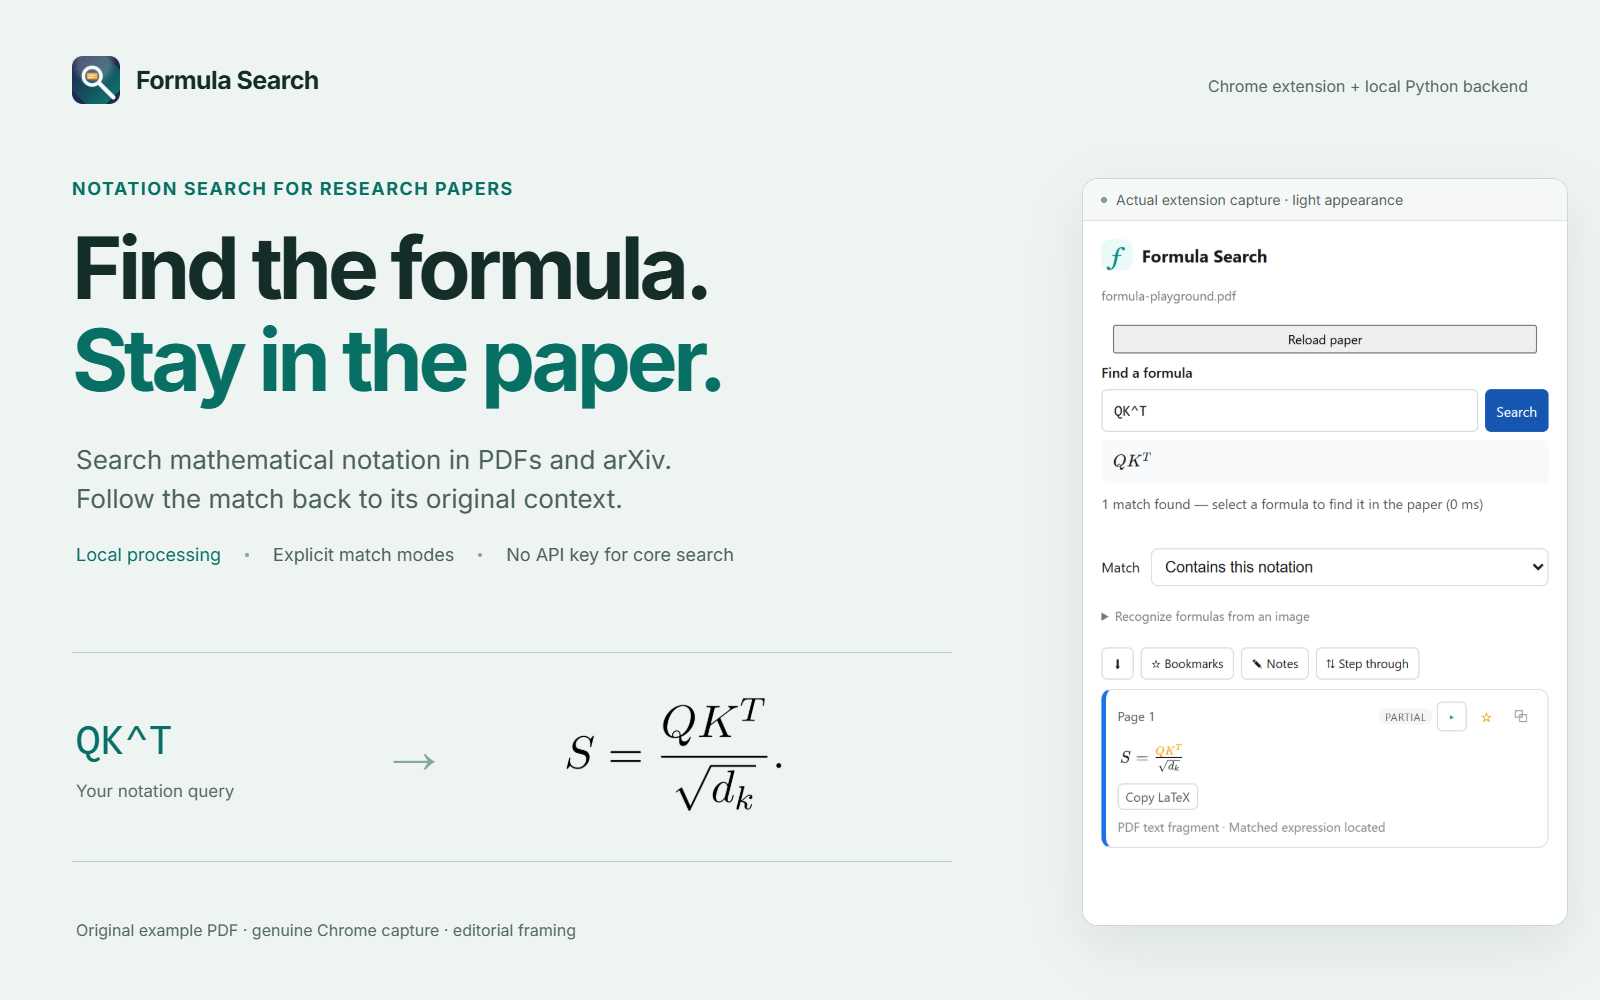 Formula Search
Chrome extension + local Python backend
NOTATION SEARCH FOR RESEARCH PAPERS
Find the formula.
Stay in the paper.
Search mathematical notation in PDFs and arXiv.
Follow the match back to its original context.
Local processing • Explicit match modes • No API key for core search
QK^T
Your notation query
→
S = QK^T / √d_k.
Original example PDF · genuine Chrome capture · editorial framing
Actual extension capture · light appearance
f Formula Search
formula-playground.pdf
Reload paper
Find a formula
QK^T
Search
QK^T
1 match found — select a formula to find it in the paper (0 ms)
Match Contains this notation
▶ Recognize formulas from an image
⬇ ☆ Bookmarks ✎ Notes ⇅ Step through
Page 1 PARTIAL ▸ ☆
S = QK^T / √d_k
Copy LaTeX
PDF text fragment · Matched expression located